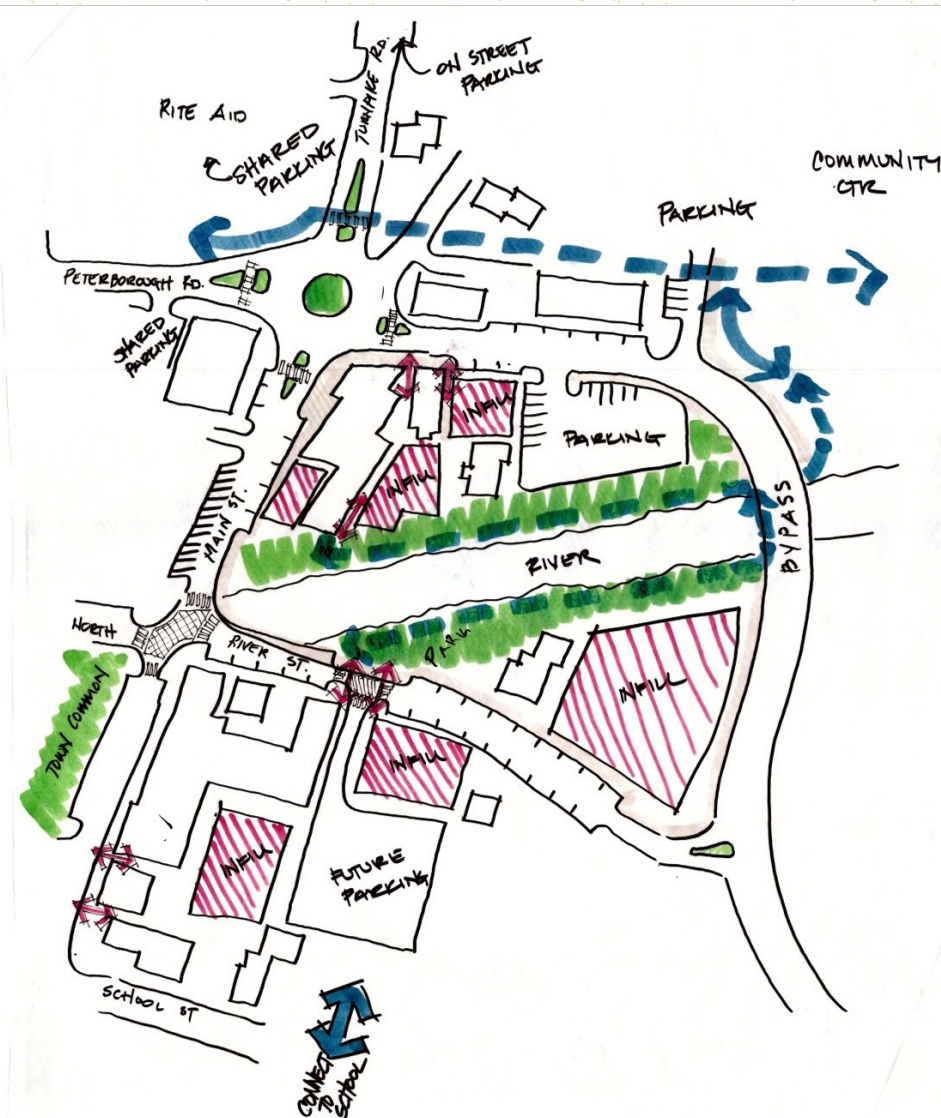 ON STREET
PARKING
TURNPIKE RD.
RITE AID
SHARED
PARKING
COMMUNITY
CTR
PARKING
PETERBOROUGH RD.
SHARED
PARKING
INFILL
PARKING
INFILL
MAIN ST.
BYPASS
RIVER
NORTH
RIVER ST.
PARK
TOWN COMMON
INFILL
INFILL
INFILL
FUTURE
PARKING
SCHOOL ST
CONNECT
TO
SCHOOL